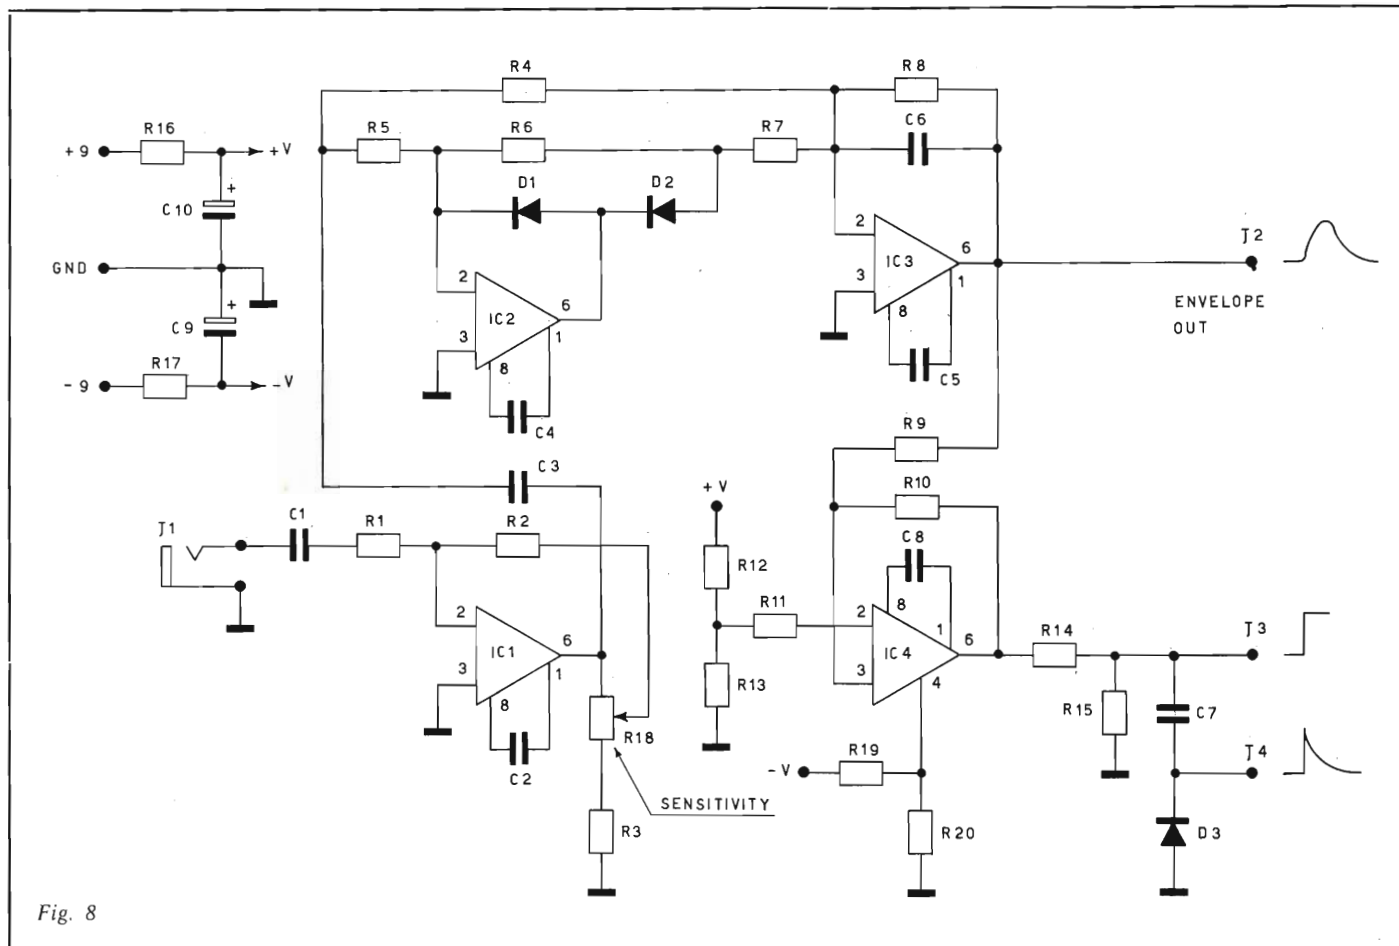 R4
R8
R16
R5
R6
R7
C6
+9
+V
D1
D2
+
C10
2
6
J2
IC3
GND
3
1
8
2
ENVELOPE
OUT
+
C9
6
IC2
C5
3
1
R17
8
-9
-V
C4
R9
C3
+V
R10
J1
C1
R1
R2
C8
R12
R11
8
2
2
1
6
R14
J3
6
IC1
IC4
3
1
3
R13
4
8
R15
C7
R18
C2
R19
J4
-V
SENSITIVITY
R3
R20
D3
Fig. 8